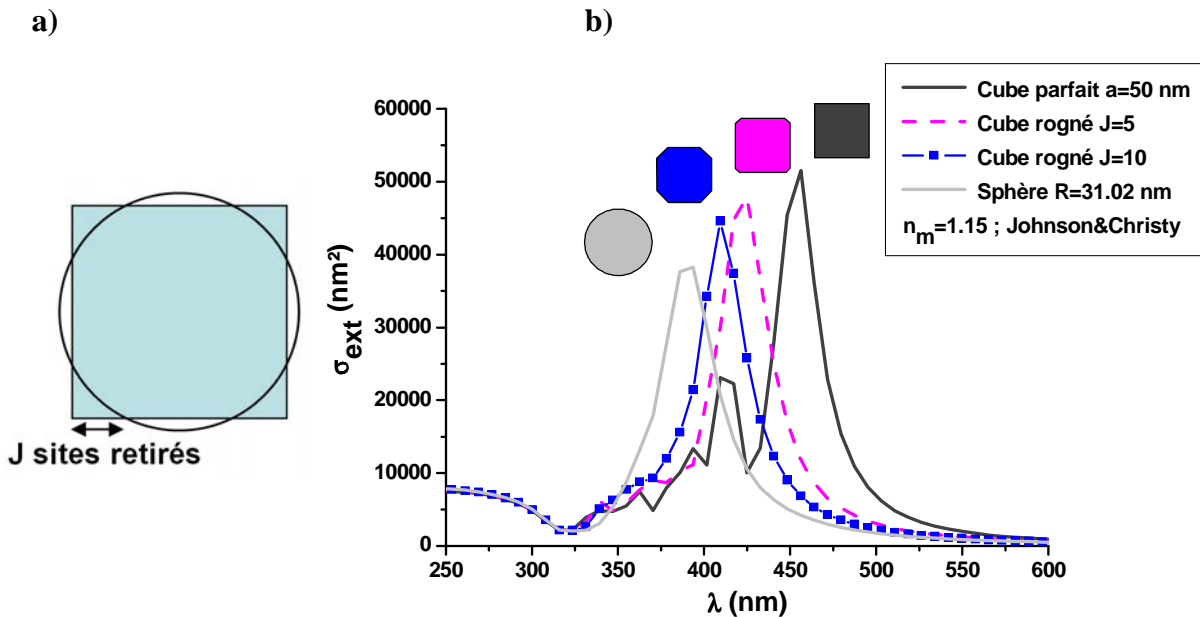 a)
b)
J sites retirés
σext (nm²)
60000
50000
40000
30000
20000
10000
0
250
300
350
400
450
500
550
600
λ (nm)
Cube parfait a=50 nm
Cube rogné J=5
Cube rogné J=10
Sphère R=31.02 nm
nm=1.15 ; Johnson&Christy